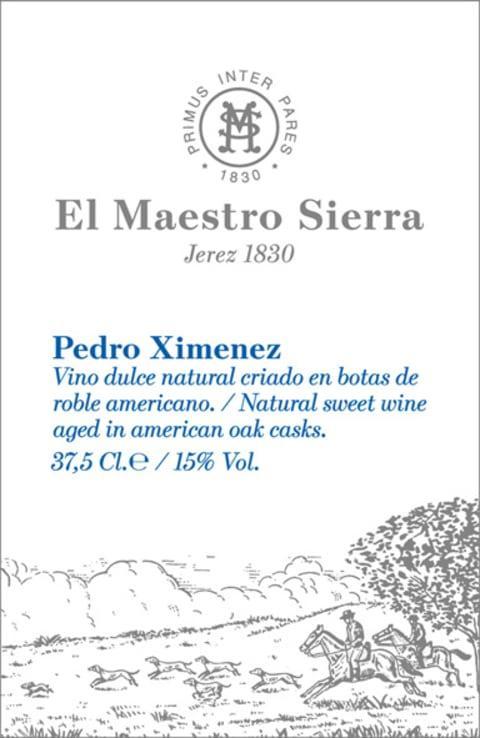 PRIMUS INTER PARES
* 1830 *
El Maestro Sierra
Jerez 1830
Pedro Ximenez
Vino dulce natural criado en botas de
roble americano. / Natural sweet wine
aged in american oak casks.
37,5 Cl.℮ / 15% Vol.